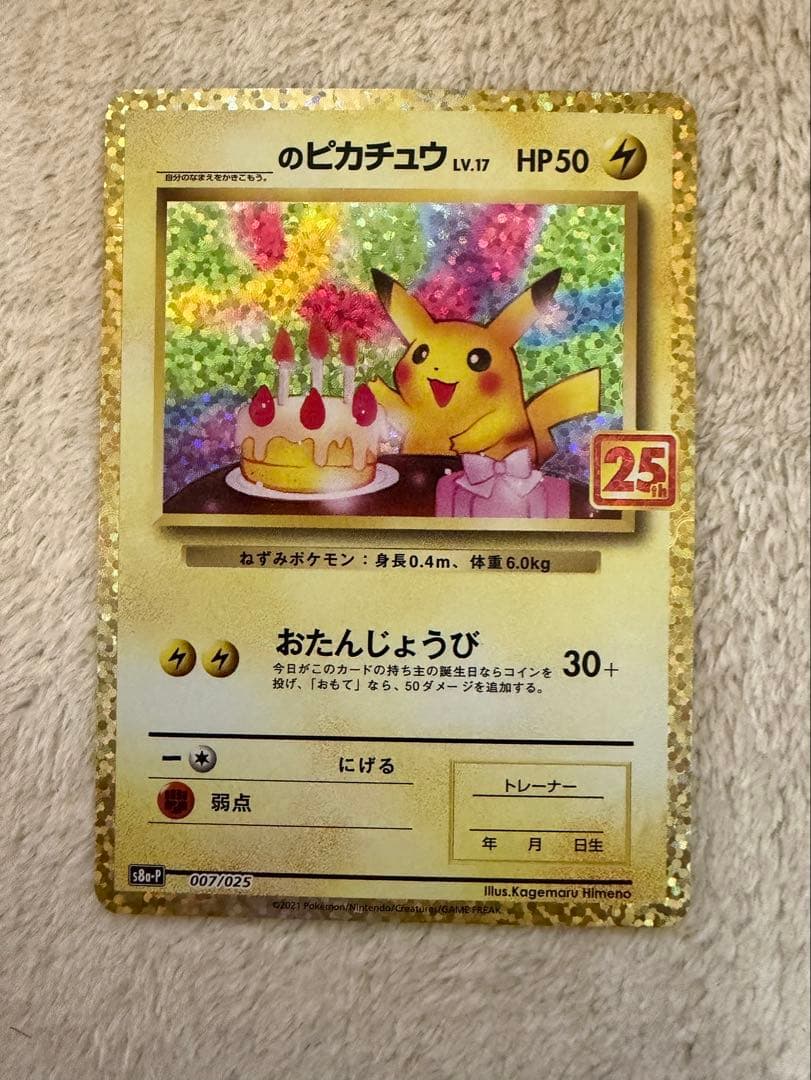 のピカチュウ LV.17 HP50
自分のなまえをかきこもう。
25th
ねずみポケモン：身長0.4m、体重6.0kg
おたんじょうび 30+
今日がこのカードの持ち主の誕生日ならコインを
投げ、「おもて」なら、50ダメージを追加する。
ー にげる
弱点
トレーナー
年 月 日生
s8a-P 007/025
Illus.Kagemaru Himeno
©2021 Pokémon/Nintendo/Creatures/GAME FREAK